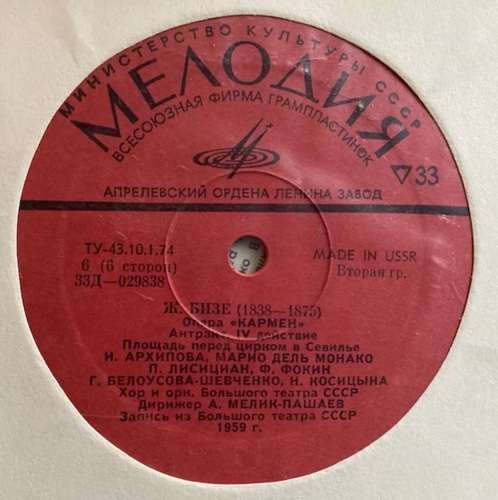 МИНИСТЕРСТВО КУЛЬТУРЫ СССР
МЕЛОДИЯ
ВСЕСОЮЗНАЯ ФИРМА ГРАМПЛАСТИНОК
▽33
АПРЕЛЕВСКИЙ ОРДЕНА ЛЕНИНА ЗАВОД
ТУ-43.10.1.74
6 (6 сторон)
33Д—029838
MADE IN USSR
Вторая гр.
Ж. БИЗЕ (1838—1875)
Опера «КАРМЕН»
Антракт. IV действие
Площадь перед цирком в Севилье
И. АРХИПОВА, МАРИО ДЕЛЬ МОНАКО
П. ЛИСИЦИАН, Ф. ФОКИН
Г. БЕЛОУСОВА-ШЕВЧЕНКО, Н. КОСИЦЫНА
Хор и орк. Большого театра СССР
Дирижер А. МЕЛИК-ПАШАЕВ
Запись из Большого театра СССР
1959 г.